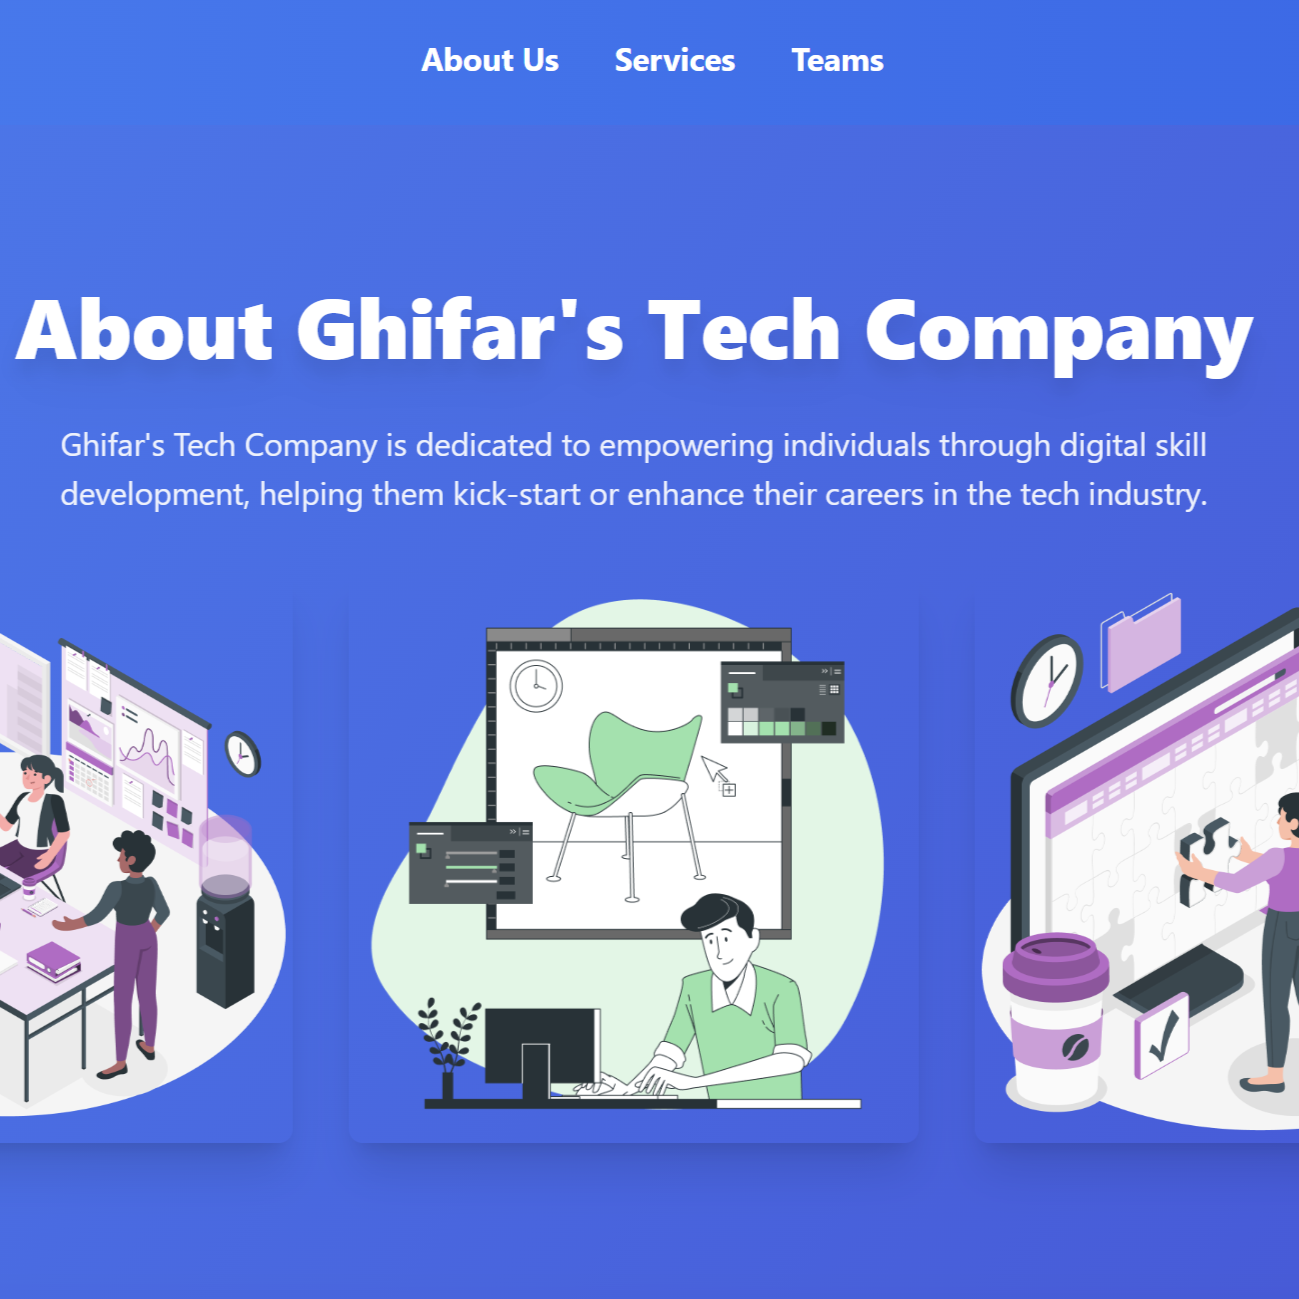 About Us Services Teams
About Ghifar's Tech Company
Ghifar's Tech Company is dedicated to empowering individuals through digital skill
development, helping them kick-start or enhance their careers in the tech industry.